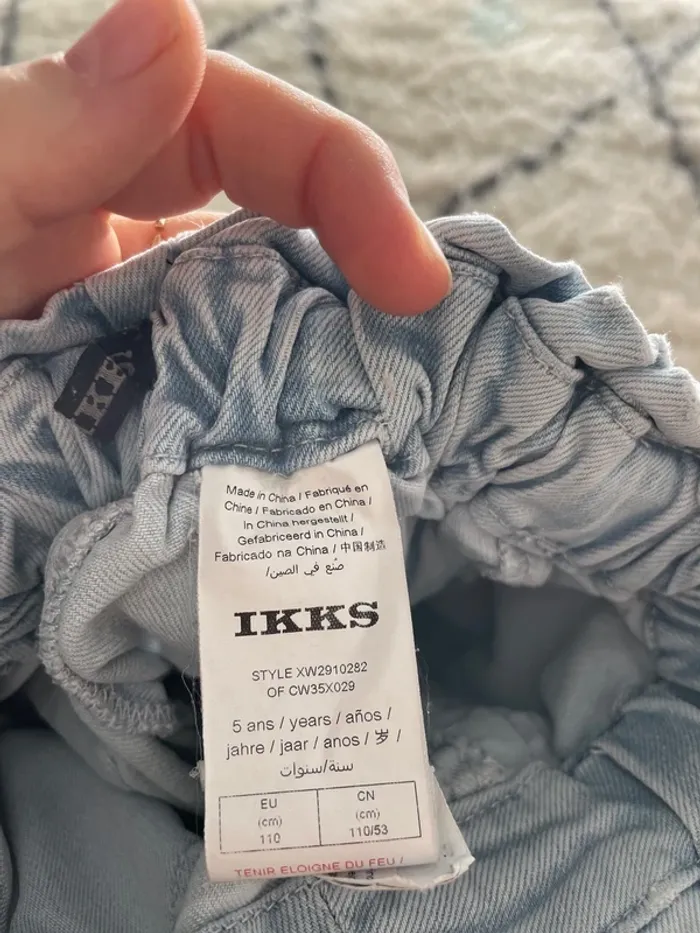 IKKS
Made in China / Fabriqué en
Chine / Fabricado en China /
In China hergestellt /
Gefabriceerd in China /
Fabricado na China / 中国制造
صُنع في الصين/
IKKS
STYLE XW2910282
OF CW35X029
5 ans / years / años /
jahre / jaar / anos / 岁 /
سنة/سنوات
EU CN
(cm) (cm)
110 110/53
TENIR ELOIGNE DU FEU /